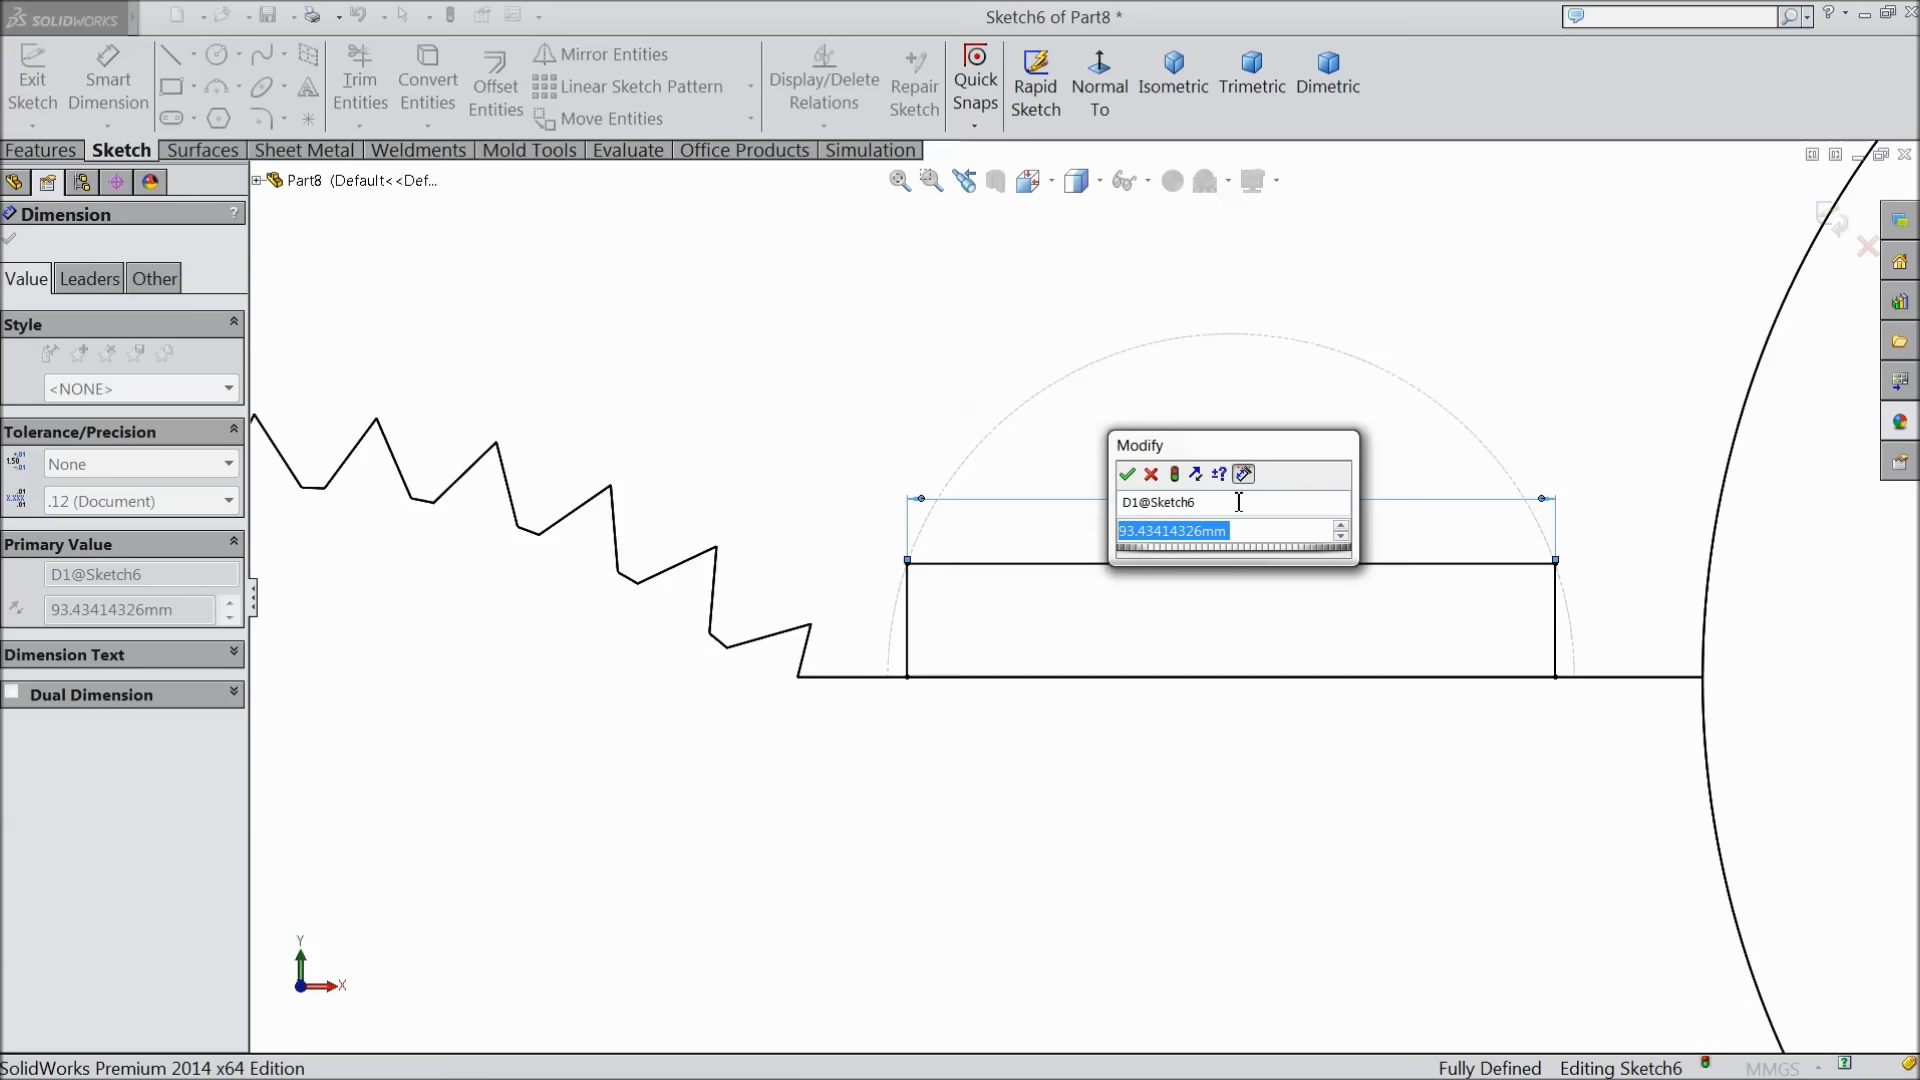 SOLIDWORKS
Sketch6 of Part8 *
Exit Sketch
Smart Dimension
Trim Entities
Convert Entities
Offset Entities
Mirror Entities
Linear Sketch Pattern
Move Entities
Display/Delete Relations
Repair Sketch
Quick Snaps
Rapid Sketch
Normal To
Isometric
Trimetric
Dimetric
Features Sketch Surfaces Sheet Metal Weldments Mold Tools Evaluate Office Products Simulation
Part8 (Default<<Def...
Dimension ?
Value Leaders Other
Style
<NONE>
Tolerance/Precision
None
.12 (Document)
Primary Value
D1@Sketch6
93.43414326mm
Dimension Text
Dual Dimension
Modify
D1@Sketch6
93.43414326mm
Y
X
SolidWorks Premium 2014 x64 Edition
Fully Defined Editing Sketch6 MMGS